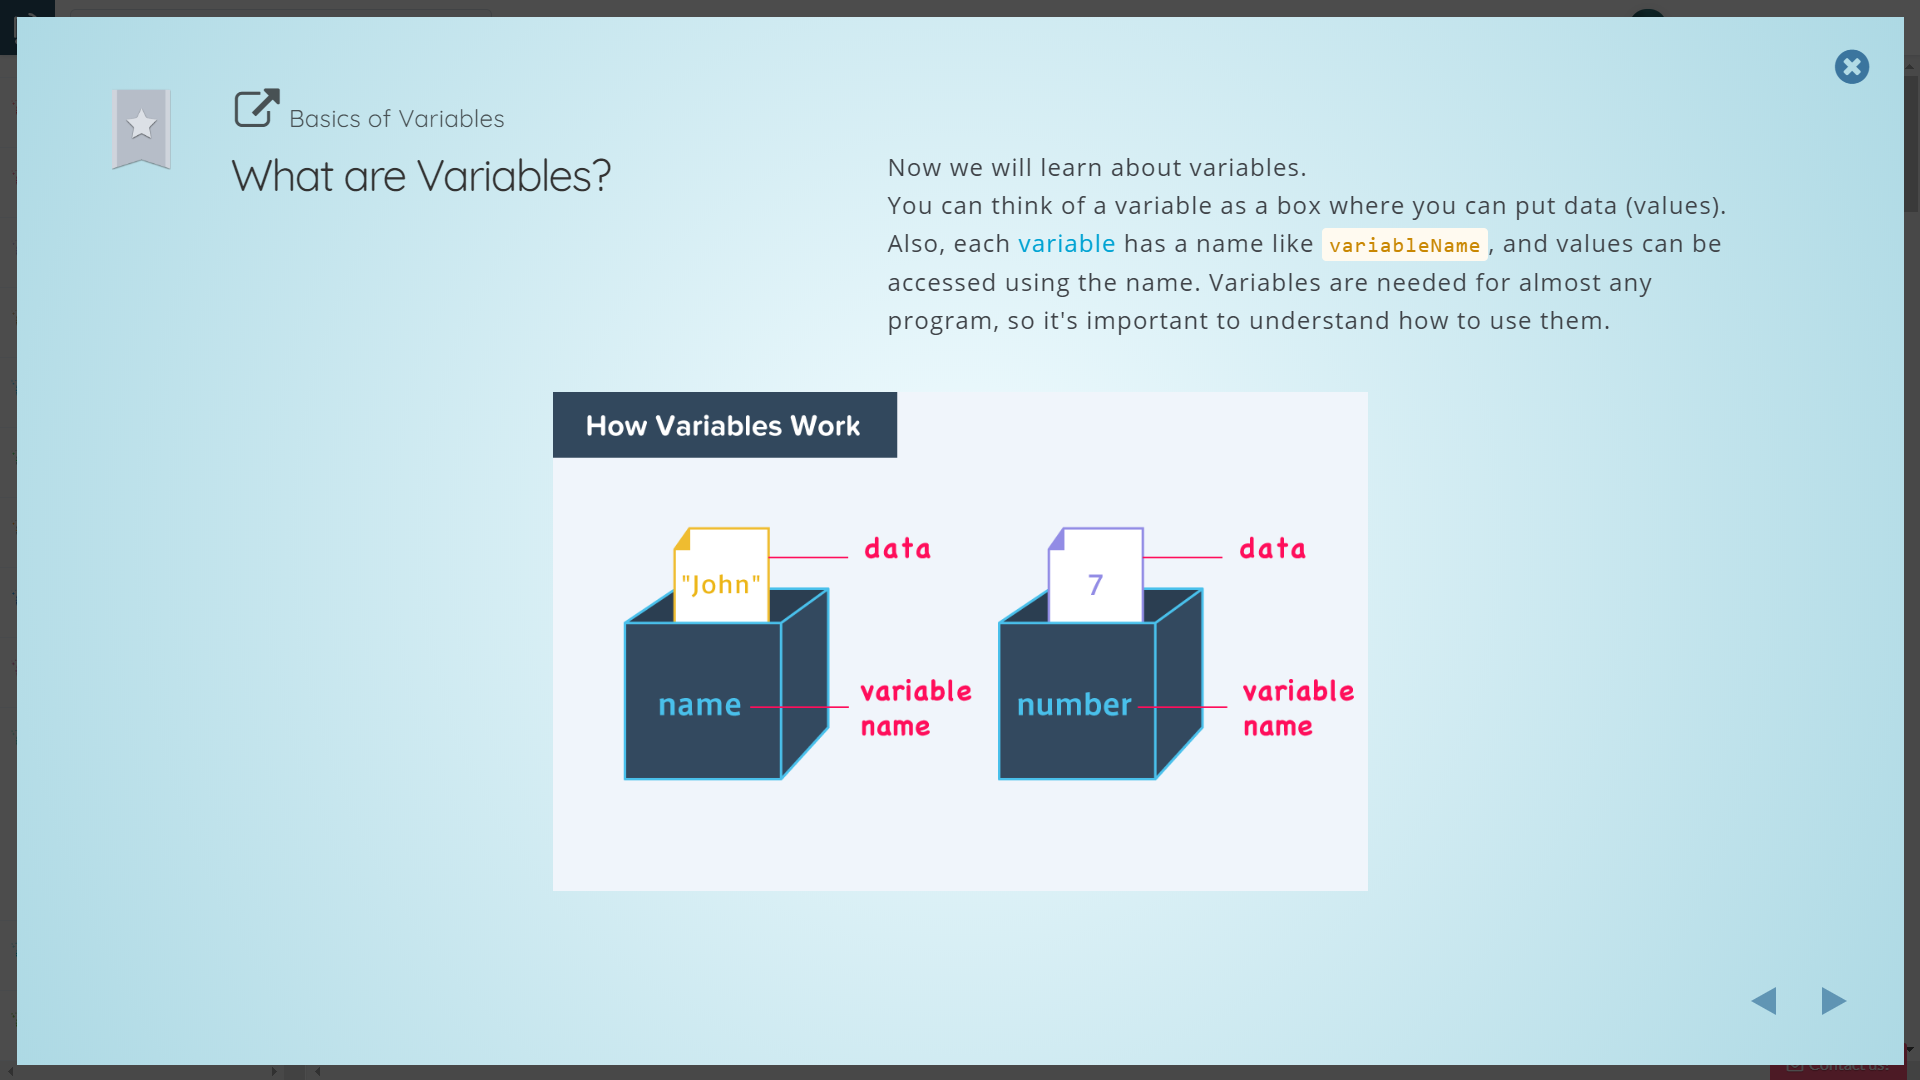 Basics of Variables
What are Variables?
Now we will learn about variables.
You can think of a variable as a box where you can put data (values).
Also, each variable has a name like variableName, and values can be
accessed using the name. Variables are needed for almost any
program, so it's important to understand how to use them.
How Variables Work
"John"
data
name
variable
name
7
data
number
variable
name
Contact us!